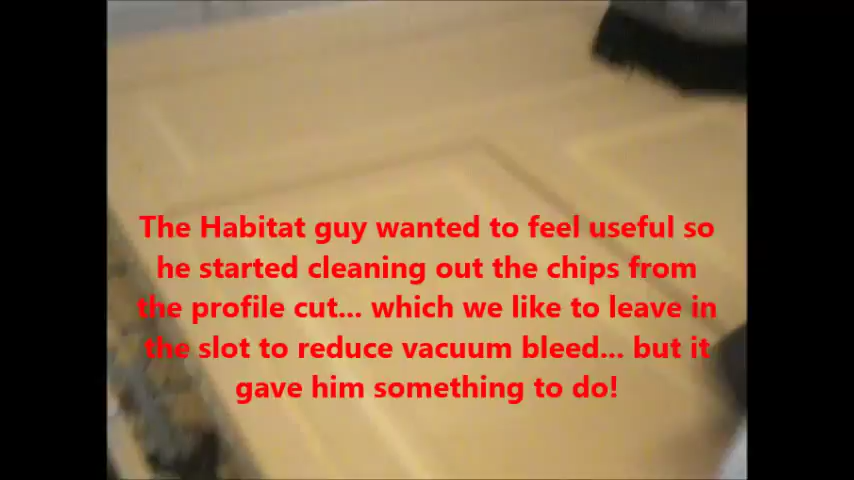 The Habitat guy wanted to feel useful so
he started cleaning out the chips from
the profile cut... which we like to leave in
the slot to reduce vacuum bleed... but it
gave him something to do!